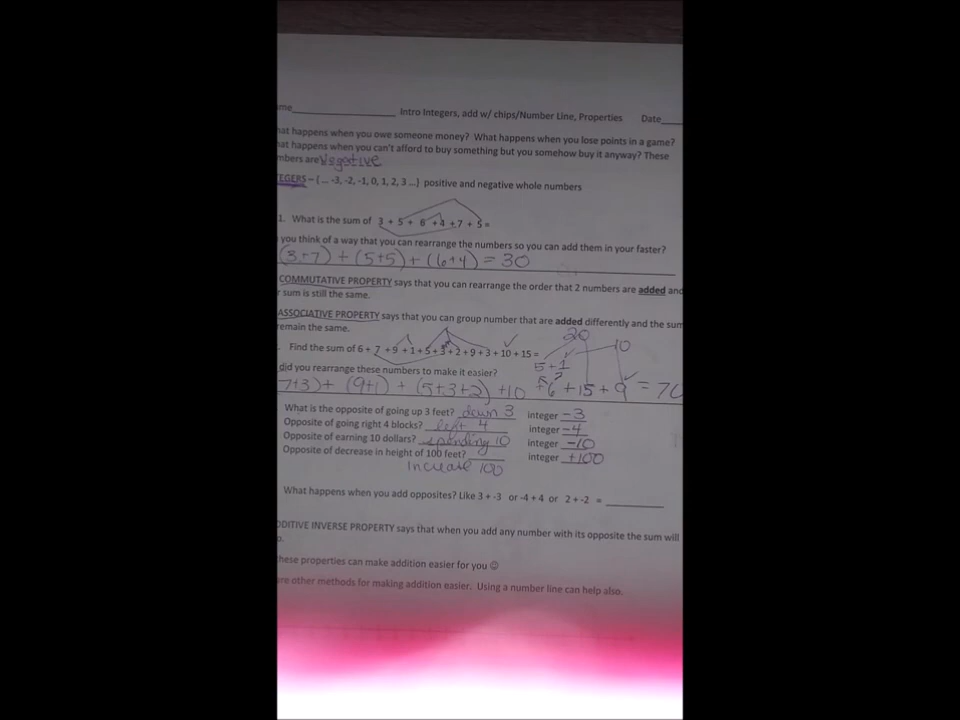 me__________ Intro Integers, add w/ chips/Number Line, Properties Date____
hat happens when you owe someone money? What happens when you lose points in a game?
hat happens when you can't afford to buy something but you somehow buy it anyway? These
mbers are Negative
TEGERS – {... -3, -2, -1, 0, 1, 2, 3 ...} positive and negative whole numbers
1. What is the sum of 3 + 5 + 6 + 4 + 7 + 5 =
you think of a way that you can rearrange the numbers so you can add them in your faster?
(3+7) + (5+5) + (6+4) = 30
COMMUTATIVE PROPERTY says that you can rearrange the order that 2 numbers are added and
r sum is still the same.
ASSOCIATIVE PROPERTY says that you can group number that are added differently and the sum
remain the same.
20
10
. Find the sum of 6 + 7 + 9 + 1 + 5 + 3 + 2 + 9 + 3 + 10 + 15 =
5+1
did you rearrange these numbers to make it easier?
7+3) + (9+1) + (5+3+2) +10 +6 +15 + 9 = 70
What is the opposite of going up 3 feet? down 3 integer -3
Opposite of going right 4 blocks? left 4 integer -4
Opposite of earning 10 dollars? spending 10 integer -10
Opposite of decrease in height of 100 feet? integer +100
Increase 100
What happens when you add opposites? Like 3 + -3 or -4 + 4 or 2 + -2 = ________
DDITIVE INVERSE PROPERTY says that when you add any number with its opposite the sum will
o.
hese properties can make addition easier for you ☺
are other methods for making addition easier. Using a number line can help also.